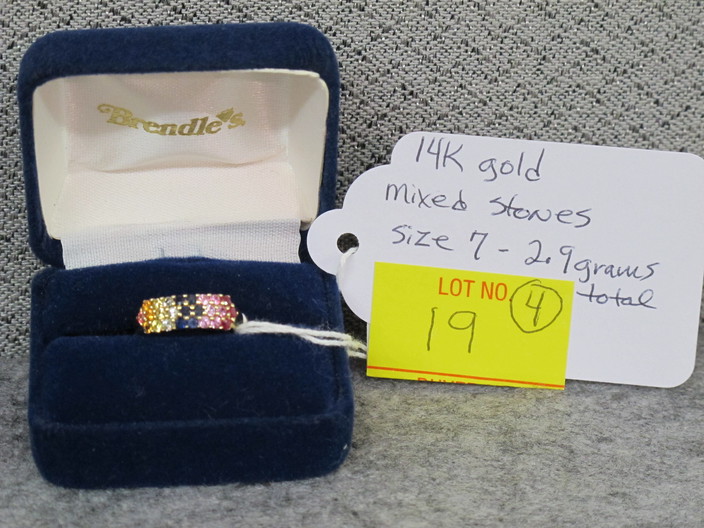 Brendle's
14K gold
mixed stones
size 7 - 2.9 grams
total
LOT NO.
19
4